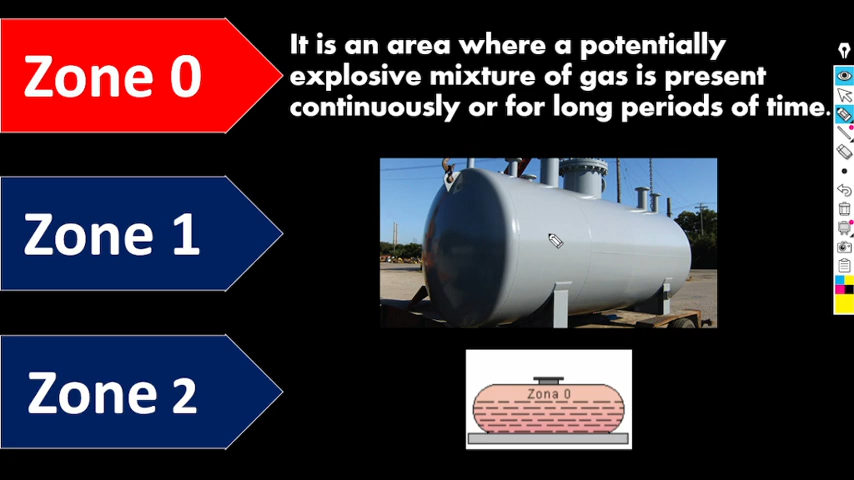 Zone 0
It is an area where a potentially
explosive mixture of gas is present
continuously or for long periods of time.
Zone 1
Zone 2
Zona 0